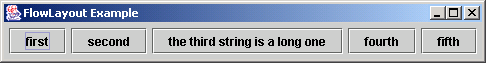 FlowLayout Example
first second the third string is a long one fourth fifth